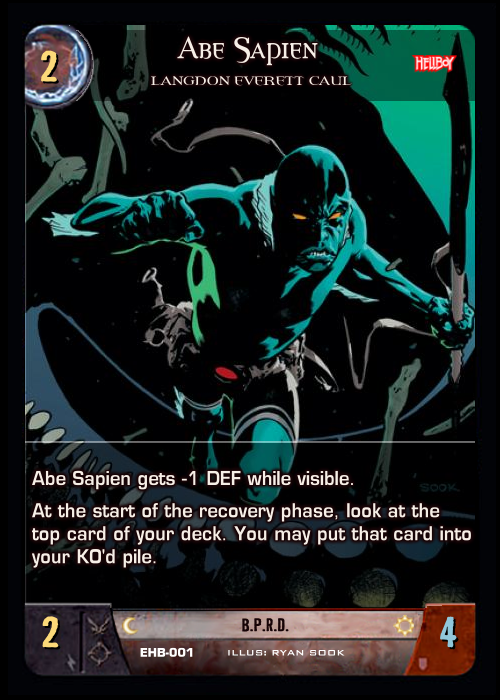 2
Abe Sapien
HELLBOY
LANGDON EVERETT CAUL
SOOK
Abe Sapien gets -1 DEF while visible.
At the start of the recovery phase, look at the
top card of your deck. You may put that card into
your KO'd pile.
2
B.P.R.D.
4
EHB-001 ILLUS: RYAN SOOK